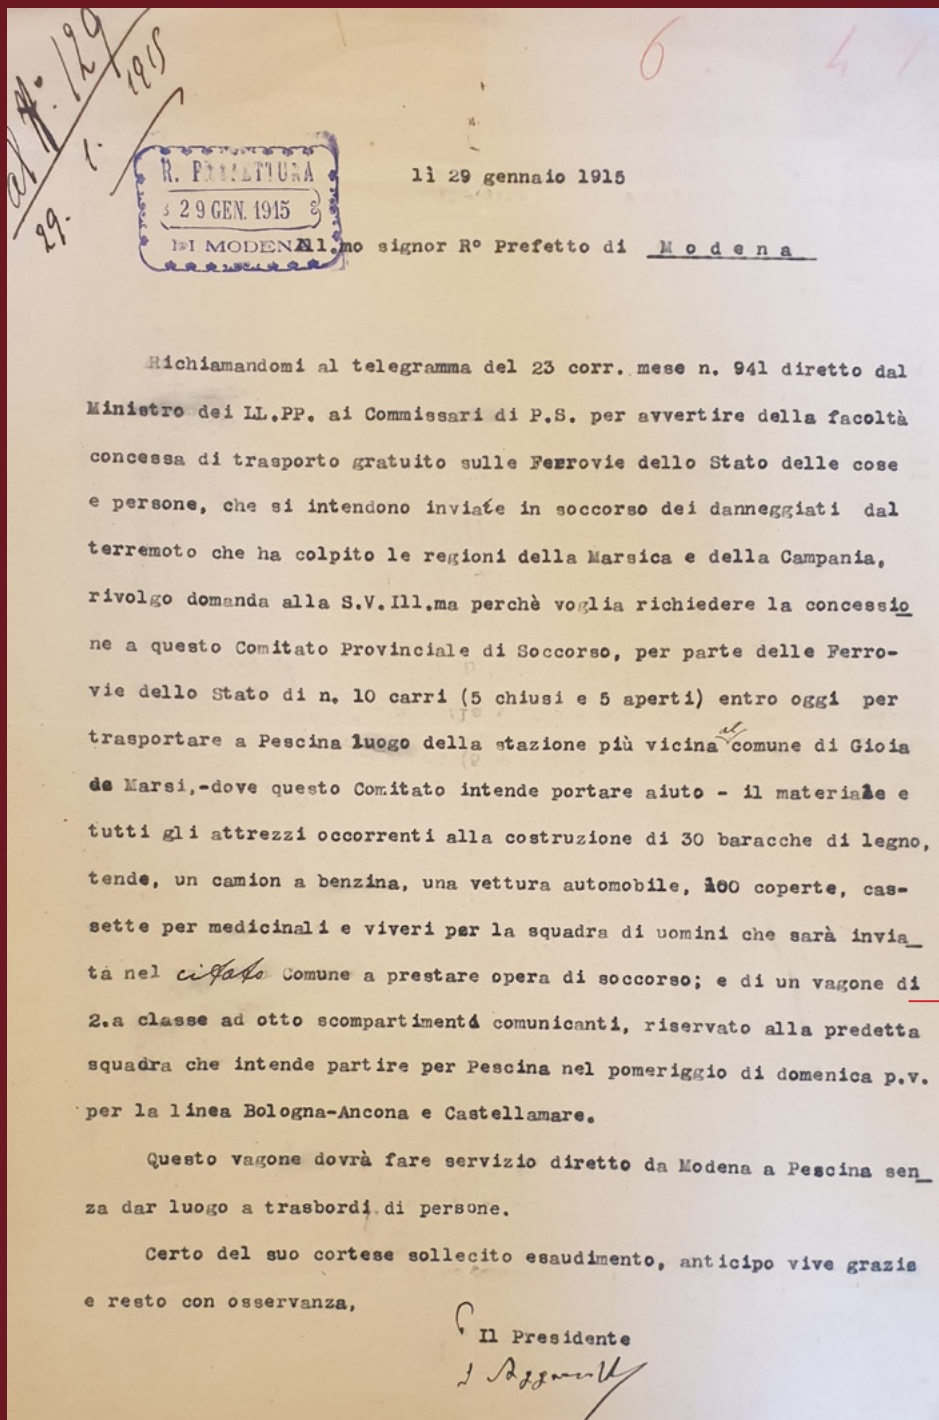 al N.° 129
29. 1. 1915
6 4 1
R. PREFETTURA
29 GEN. 1915
DI MODENA
lì 29 gennaio 1915
Ill.mo signor R° Prefetto di Modena
Richiamandomi al telegramma del 23 corr. mese n. 941 diretto dal
Ministro dei LL.PP. ai Commissari di P.S. per avvertire della facoltà
concessa di trasporto gratuito sulle Ferrovie dello Stato delle cose
e persone, che si intendono inviate in soccorso dei danneggiati dal
terremoto che ha colpito le regioni della Marsica e della Campania,
rivolgo domanda alla S.V.Ill.ma perchè voglia richiedere la concessio
ne a questo Comitato Provinciale di Soccorso, per parte delle Ferro-
vie dello Stato di n. 10 carri (5 chiusi e 5 aperti) entro oggi per
trasportare a Pescina luogo della stazione più vicina al comune di Gioia
de Marsi,-dove questo Comitato intende portare aiuto - il materiale e
tutti gli attrezzi occorrenti alla costruzione di 30 baracche di legno,
tende, un camion a benzina, una vettura automobile, 100 coperte, cas-
sette per medicinali e viveri per la squadra di uomini che sarà invia_
ta nel citato Comune a prestare opera di soccorso; e di un vagone di
2.a classe ad otto scompartimenti comunicanti, riservato alla predetta
squadra che intende partire per Pescina nel pomeriggio di domenica p.v.
per la linea Bologna-Ancona e Castellamare.
Questo vagone dovrà fare servizio diretto da Modena a Pescina sen_
za dar luogo a trasbordi di persone.
Certo del suo cortese sollecito esaudimento, anticipo vive grazie
e resto con osservanza,
Il Presidente